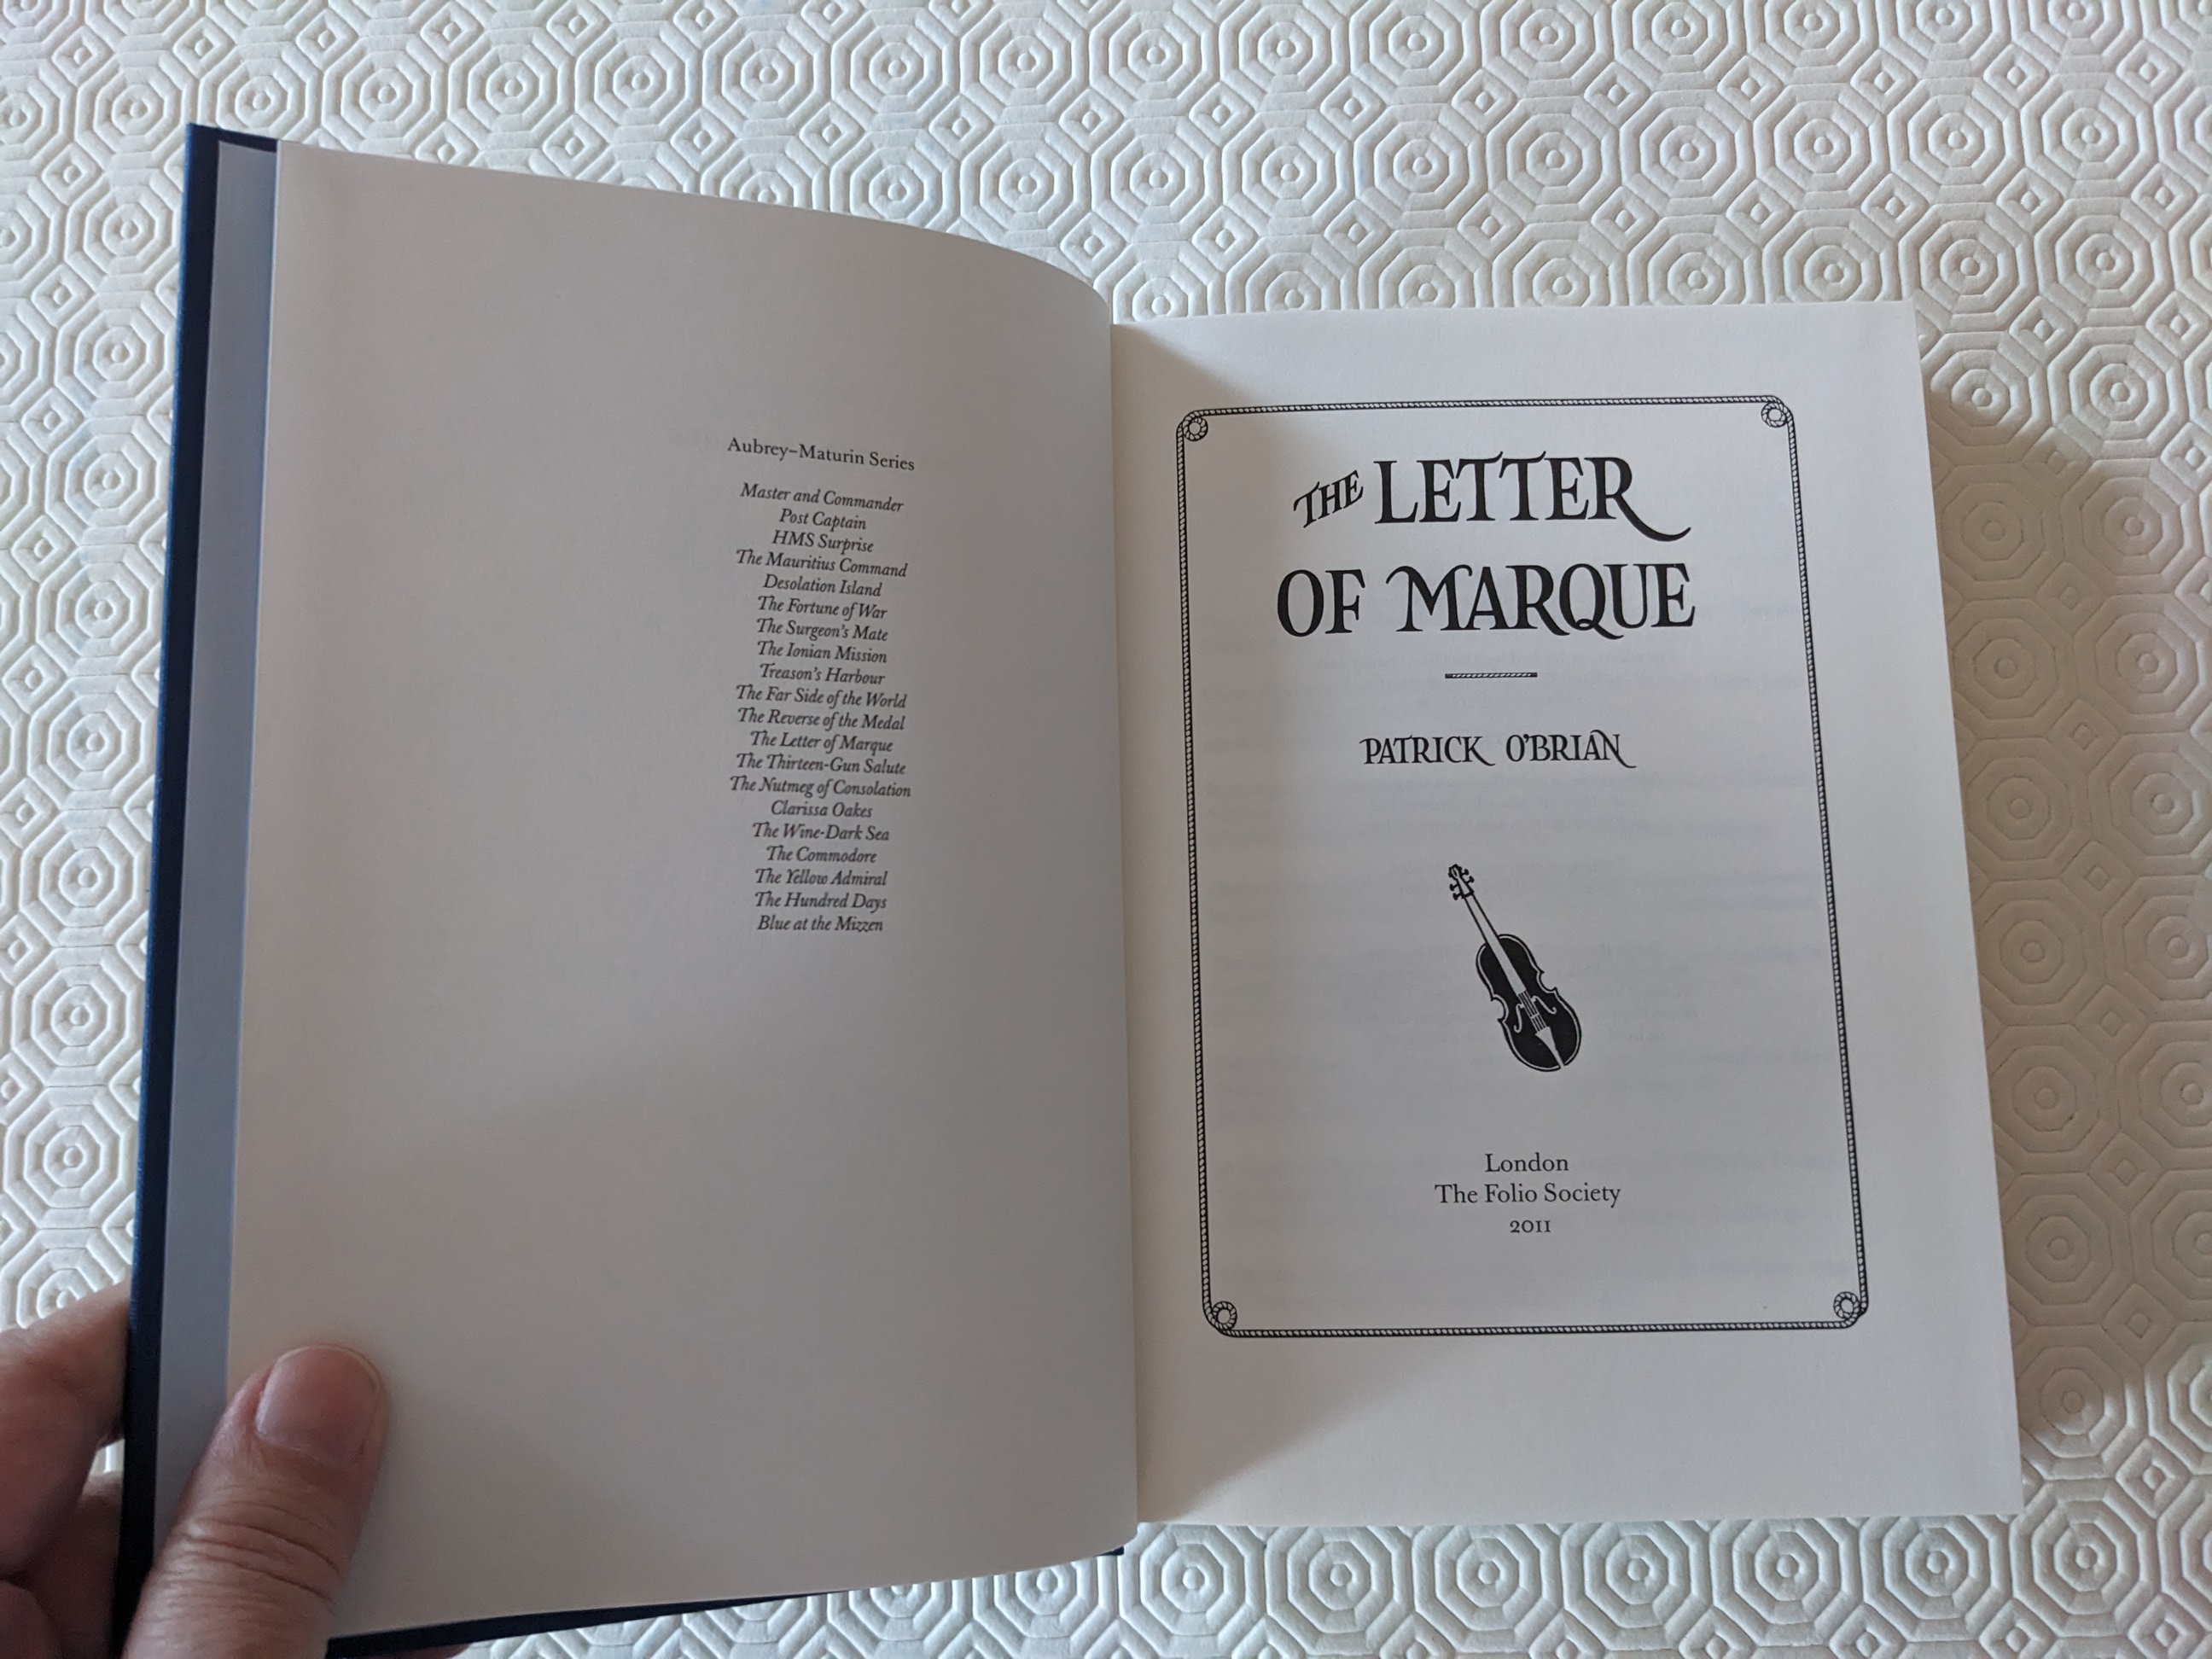 Aubrey–Maturin Series
Master and Commander
Post Captain
HMS Surprise
The Mauritius Command
Desolation Island
The Fortune of War
The Surgeon's Mate
The Ionian Mission
Treason's Harbour
The Far Side of the World
The Reverse of the Medal
The Letter of Marque
The Thirteen-Gun Salute
The Nutmeg of Consolation
Clarissa Oakes
The Wine-Dark Sea
The Commodore
The Yellow Admiral
The Hundred Days
Blue at the Mizzen
THE LETTER
OF MARQUE
PATRICK O'BRIAN
London
The Folio Society
2011